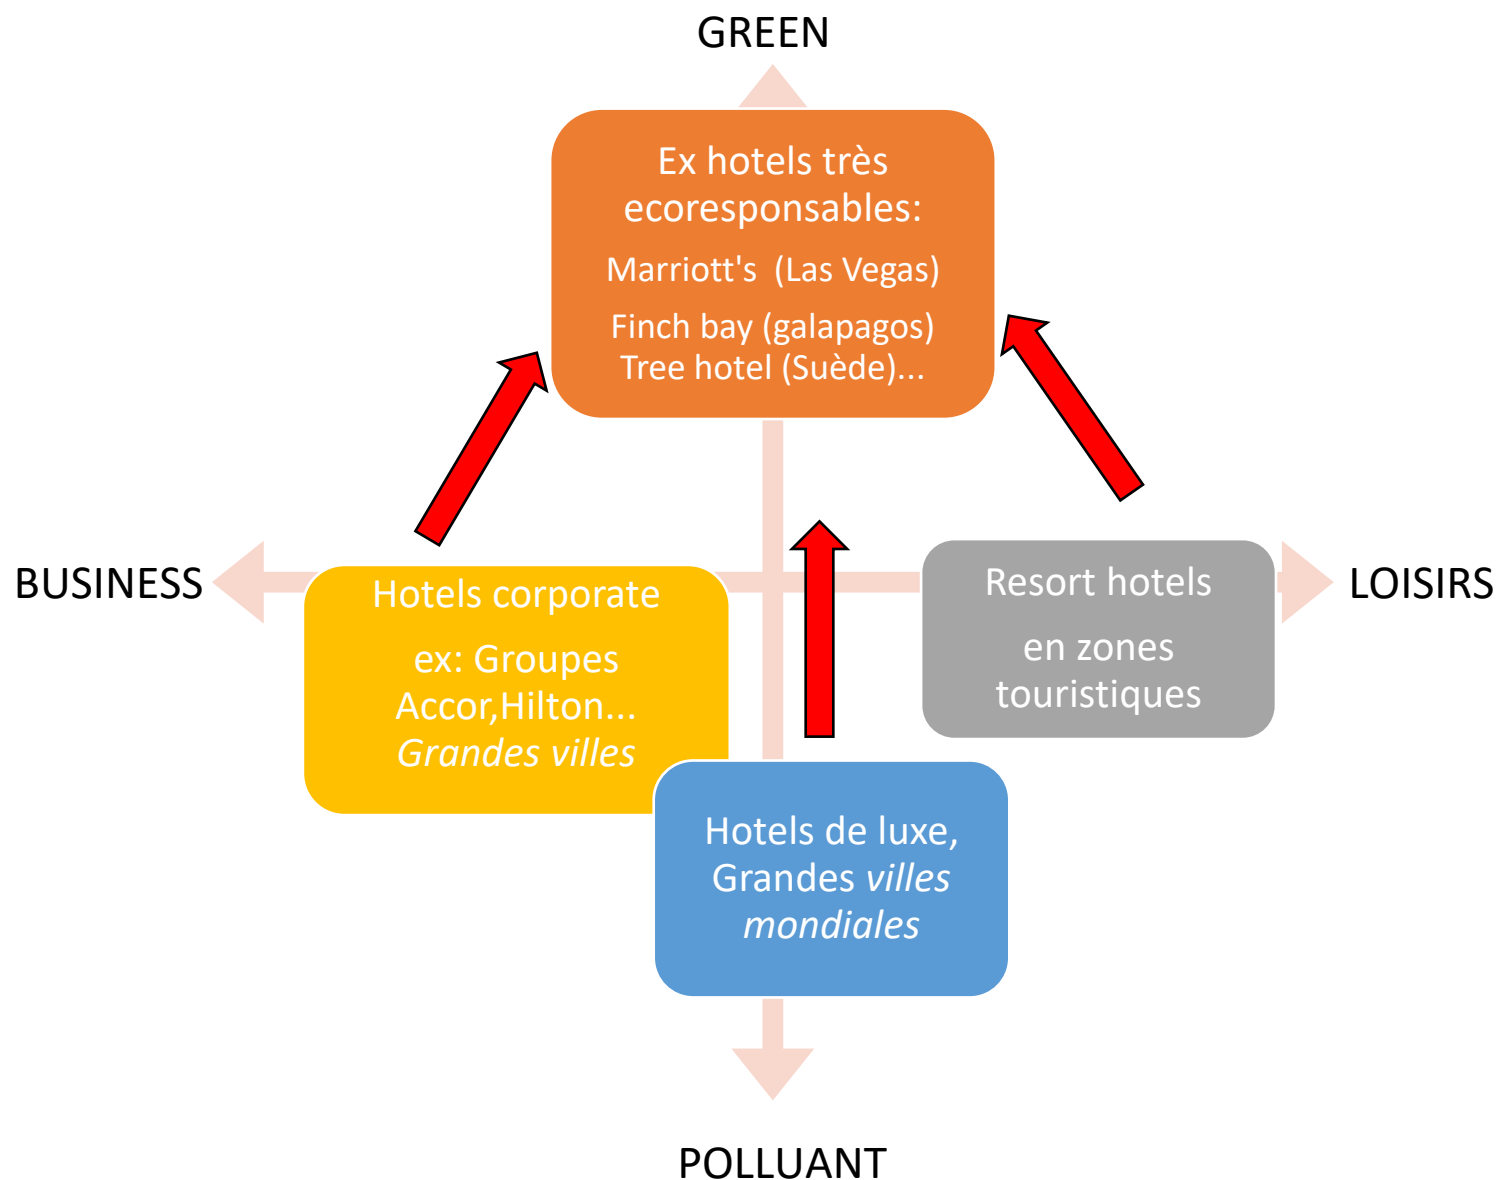 GREEN
Ex hotels très
ecoresponsables:
Marriott's (Las Vegas)
Finch bay (galapagos)
Tree hotel (Suède)...
BUSINESS
Hotels corporate
ex: Groupes
Accor,Hilton...
Grandes villes
Resort hotels
en zones
touristiques
LOISIRS
Hotels de luxe,
Grandes villes
mondiales
POLLUANT